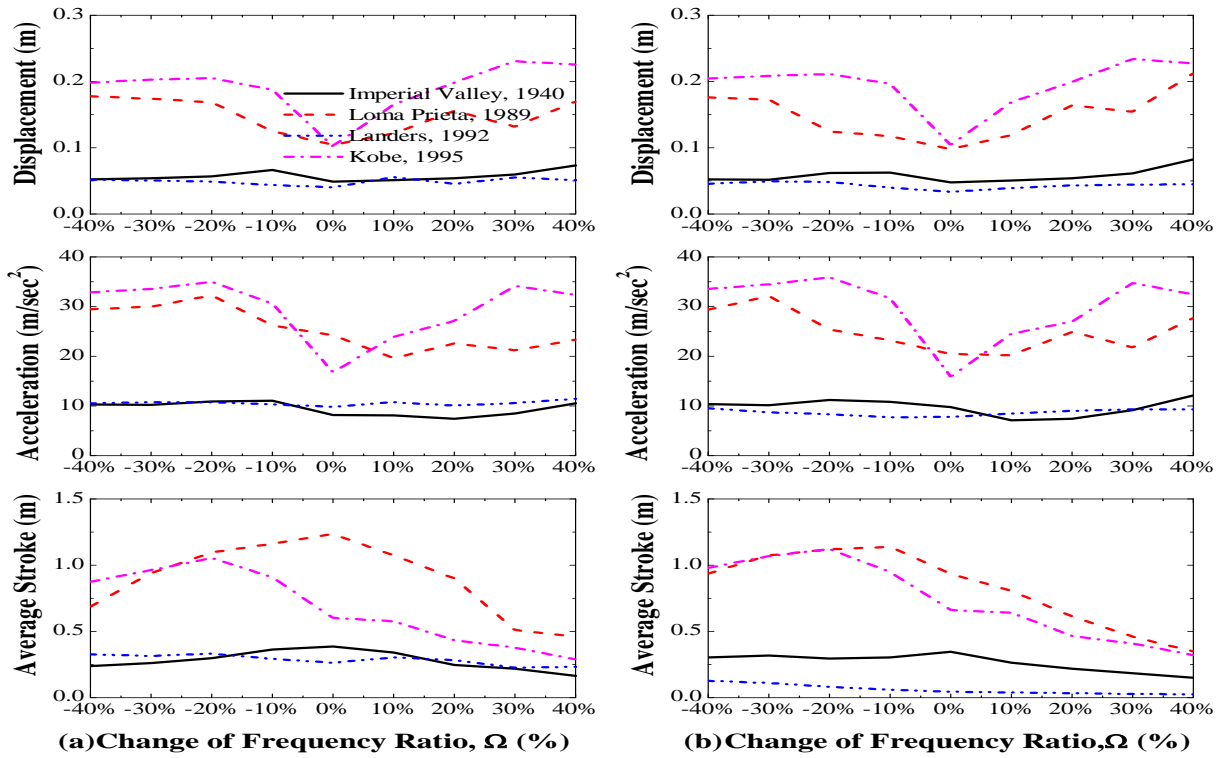 0.3
0.2
0.1
0.0
Displacement (m)
-40% -30% -20% -10% 0% 10% 20% 30% 40%
Imperial Valley, 1940
Loma Prieta, 1989
Landers, 1992
Kobe, 1995
0.3
0.2
0.1
0.0
Displacement (m)
-40% -30% -20% -10% 0% 10% 20% 30% 40%
40
30
20
10
0
Acceleration (m/sec²)
-40% -30% -20% -10% 0% 10% 20% 30% 40%
40
30
20
10
0
Acceleration (m/sec²)
-40% -30% -20% -10% 0% 10% 20% 30% 40%
1.5
1.0
0.5
0.0
Average Stroke (m)
-40% -30% -20% -10% 0% 10% 20% 30% 40%
(a)Change of Frequency Ratio, Ω (%)
1.5
1.0
0.5
0.0
Average Stroke (m)
-40% -30% -20% -10% 0% 10% 20% 30% 40%
(b)Change of Frequency Ratio,Ω (%)